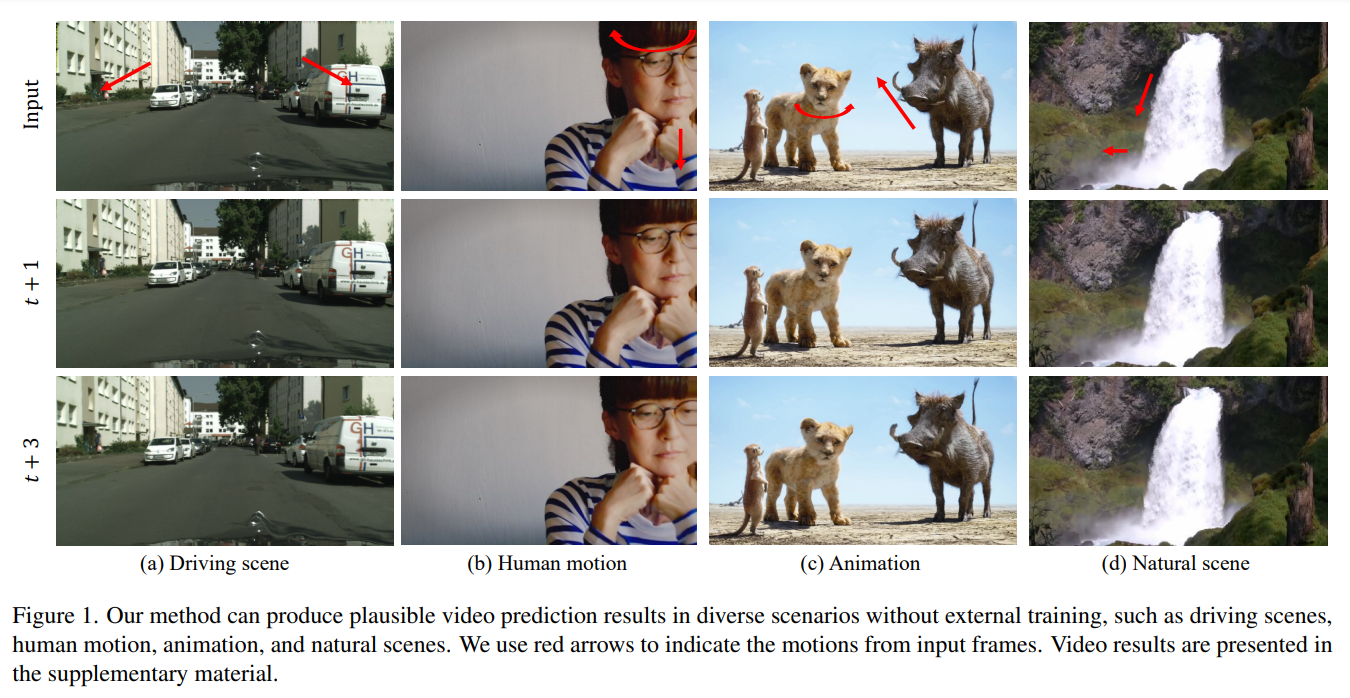 Input
GH
t + 1
GH
t + 3
GH
(a) Driving scene
(b) Human motion
(c) Animation
(d) Natural scene
Figure 1. Our method can produce plausible video prediction results in diverse scenarios without external training, such as driving scenes,
human motion, animation, and natural scenes. We use red arrows to indicate the motions from input frames. Video results are presented in
the supplementary material.